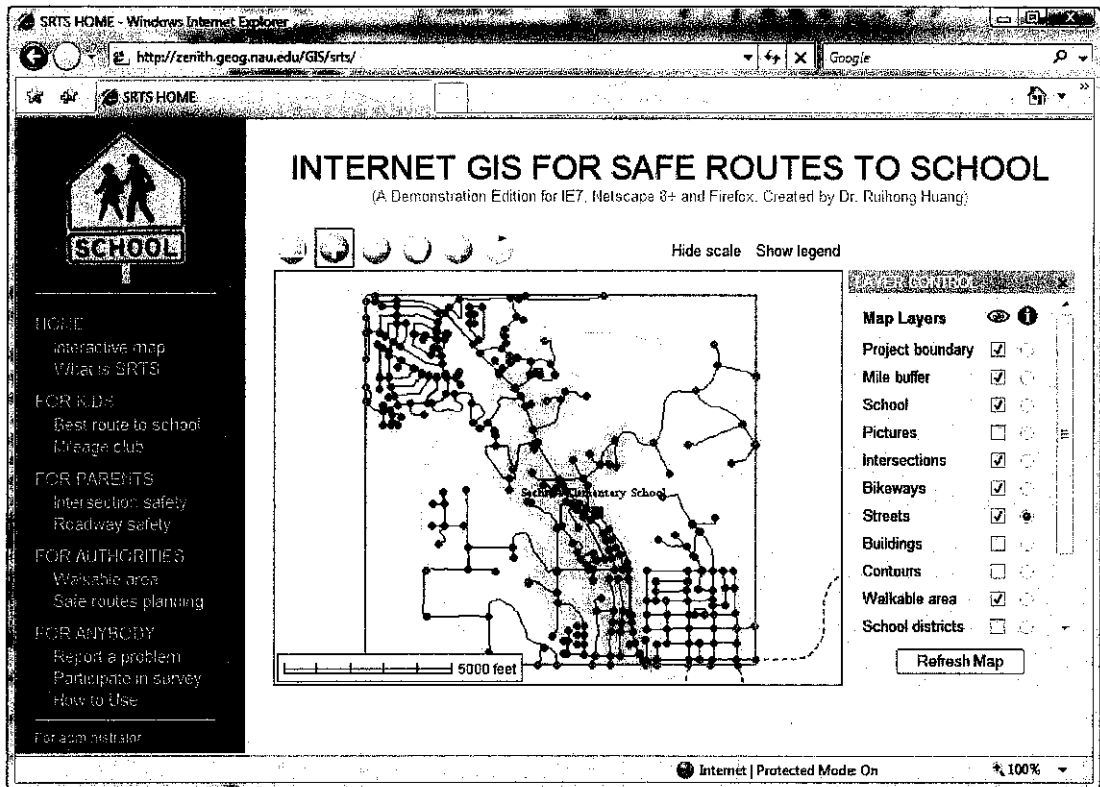 SRTS HOME - Windows Internet Explorer
http://zenith.geog.nau.edu/GIS/srts/
Google
SRTS HOME
SCHOOL
INTERNET GIS FOR SAFE ROUTES TO SCHOOL
(A Demonstration Edition for IE7, Netscape 8+ and Firefox. Created by Dr. Ruihong Huang)
Hide scale Show legend
HOME
Interactive map
What is SRTS
FOR KIDS
Best route to school
Mileage club
FOR PARENTS
Intersection safety
Roadway safety
FOR AUTHORITIES
Walkable area
Safe routes planning
FOR ANYBODY
Report a problem
Participate in survey
How to Use
For administrator
Elementary School
5000 feet
LAYER CONTROL
Map Layers
Project boundary
Mile buffer
School
Pictures
Intersections
Bikeways
Streets
Buildings
Contours
Walkable area
School districts
Refresh Map
Internet | Protected Mode: On
100%